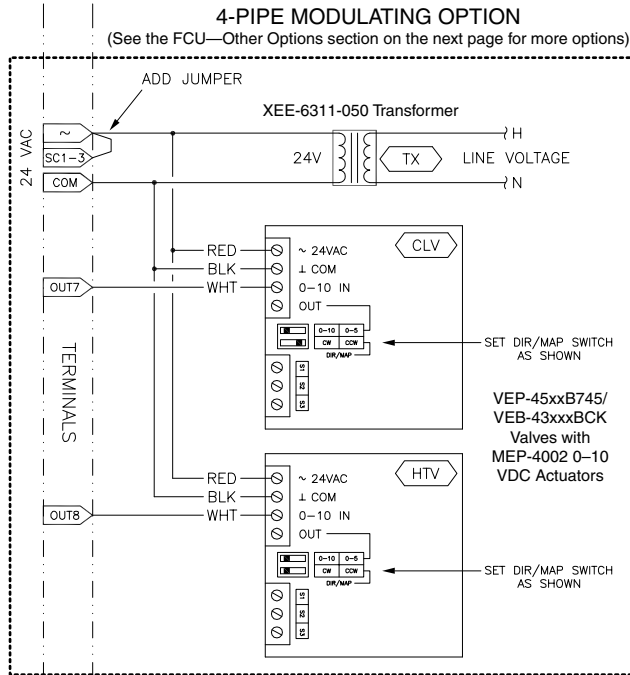 4-PIPE MODULATING OPTION
(See the FCU—Other Options section on the next page for more options)
ADD JUMPER
XEE-6311-050 Transformer
24 VAC
~
SC1-3
COM
24V
TX
H
LINE VOLTAGE
N
CLV
RED
~ 24VAC
BLK
⊥ COM
OUT7
WHT
0-10 IN
OUT
0-10 0-5
CW CCW
DIR/MAP
SET DIR/MAP SWITCH
AS SHOWN
S1
S2
S3
TERMINALS
VEP-45xxB745/
VEB-43xxxBCK
Valves with
MEP-4002 0–10
VDC Actuators
HTV
RED
~ 24VAC
BLK
⊥ COM
OUT8
WHT
0-10 IN
OUT
0-10 0-5
CW CCW
DIR/MAP
SET DIR/MAP SWITCH
AS SHOWN
S1
S2
S3